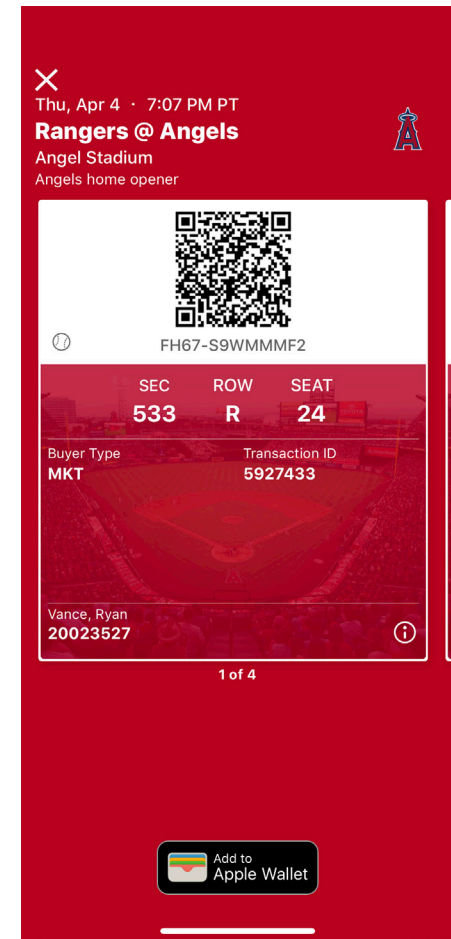 Thu, Apr 4 · 7:07 PM PT
Rangers @ Angels
Angel Stadium
Angels home opener
FH67-S9WMMMF2
SEC ROW SEAT
533 R 24
Buyer Type Transaction ID
MKT 5927433
Vance, Ryan
20023527
1 of 4
Add to
Apple Wallet